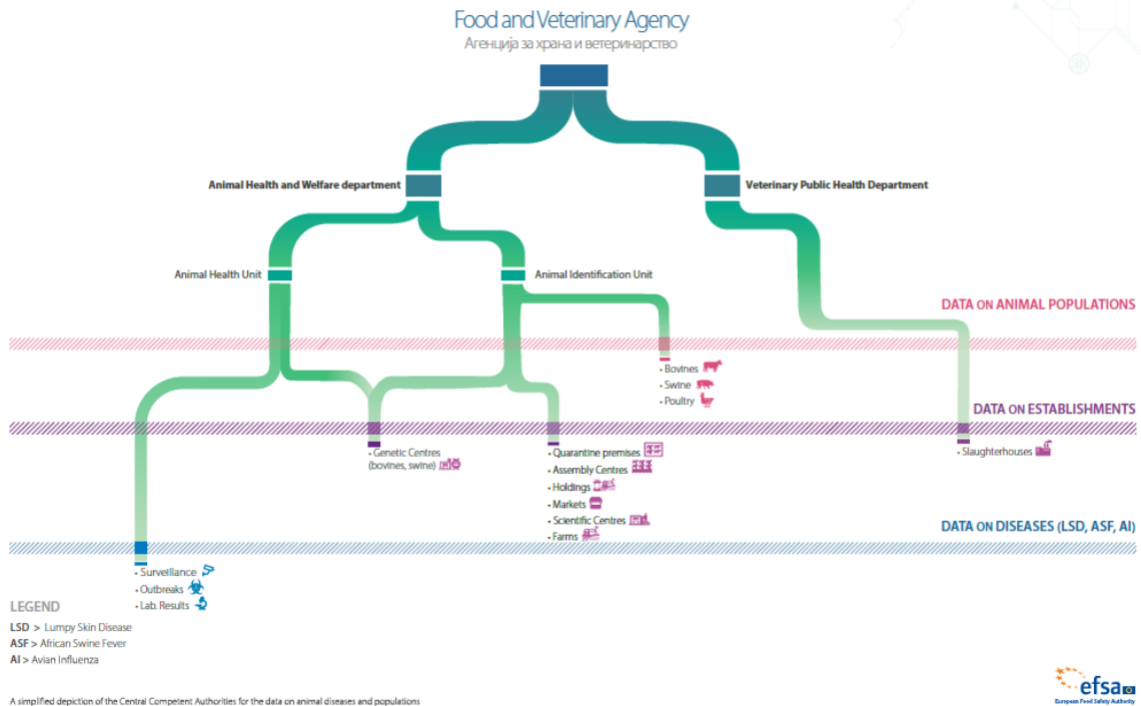 Food and Veterinary Agency
Агенција за храна и ветеринарство
Animal Health and Welfare department
Veterinary Public Health Department
Animal Health Unit
Animal Identification Unit
DATA ON ANIMAL POPULATIONS
• Bovines
• Swine
• Poultry
DATA ON ESTABLISHMENTS
• Genetic Centres
(bovines, swine)
• Quarantine premises
• Assembly Centres
• Holdings
• Markets
• Scientific Centres
• Farms
• Slaughterhouses
DATA ON DISEASES (LSD, ASF, AI)
• Surveillance
• Outbreaks
• Lab. Results
LEGEND
LSD > Lumpy Skin Disease
ASF > African Swine Fever
AI > Avian Influenza
A simplified depiction of the Central Competent Authorities for the data on animal diseases and populations
efsa
European Food Safety Authority